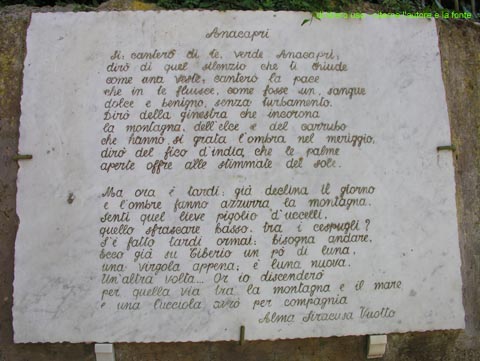 Anacapri
Sì: canterò di te, verde Anacapri,
dirò di quel silenzio che ti chiude
come una veste, canterò la pace
che in te fluisce, come fosse un sangue
dolce e benigno, senza turbamento.
Dirò della ginestra che incorona
la montagna, dell'elce e del carrubo
che hanno sì grata l'ombra nel meriggio,
dirò del fico d'india, che le palme
aperte offre alle stimmate del sole.
Ma ora è tardi: già declina il giorno
e l'ombre fanno azzurra la montagna.
Senti quel lieve pigolio d'uccelli,
quello sfrascare basso, tra i cespugli?
S'è fatto tardi ormai: bisogna andare.
Ecco già su Tiberio un pò di luna,
una virgola appena, è luna nuova.
Un'altra volta... Or io discenderò
per quella via tra la montagna e il mare
e una lucciola avrò per compagnia
Alma Siracusa Vuotto
l'autore e la fonte